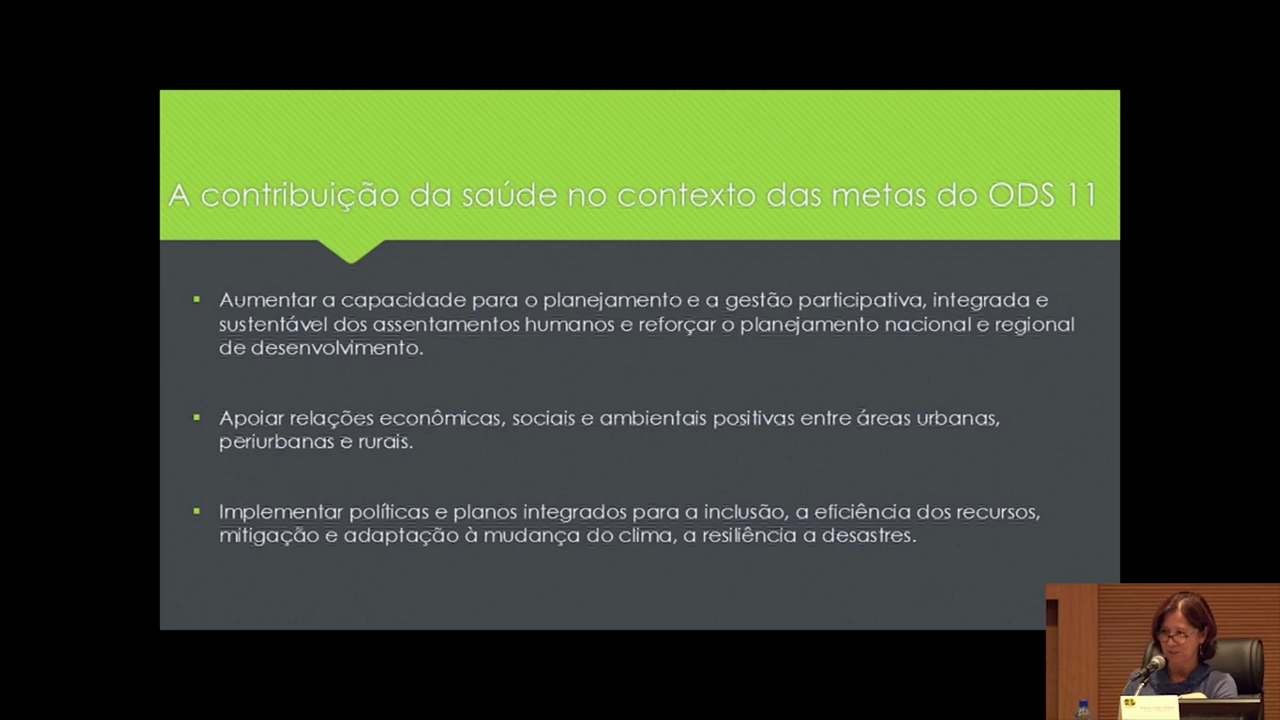 A contribuição da saúde no contexto das metas do ODS 11
▪ Aumentar a capacidade para o planejamento e a gestão participativa, integrada e
sustentável dos assentamentos humanos e reforçar o planejamento nacional e regional
de desenvolvimento.
▪ Apoiar relações econômicas, sociais e ambientais positivas entre áreas urbanas,
periurbanas e rurais.
▪ Implementar políticas e planos integrados para a inclusão, a eficiência dos recursos,
mitigação e adaptação à mudança do clima, a resiliência a desastres.